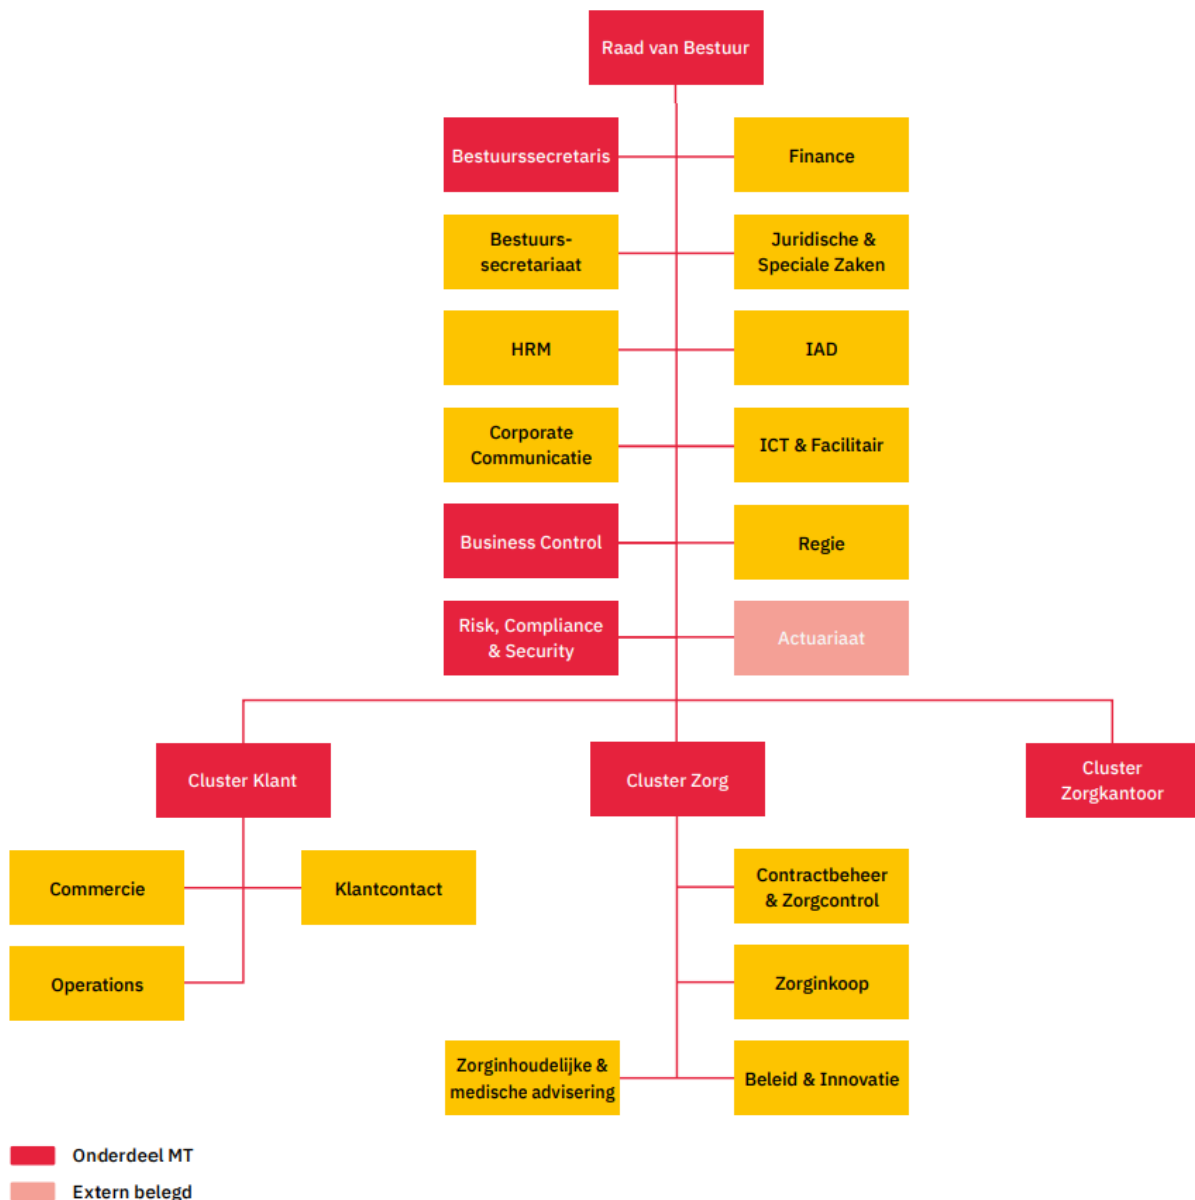 Raad van Bestuur
Bestuurssecretaris
Finance
Bestuurs-
secretariaat
Juridische &
Speciale Zaken
HRM
IAD
Corporate
Communicatie
ICT & Facilitair
Business Control
Regie
Risk, Compliance
& Security
Actuariaat
Cluster Klant
Cluster Zorg
Cluster
Zorgkantoor
Commercie
Klantcontact
Contractbeheer
& Zorgcontrol
Operations
Zorginkoop
Zorginhoudelijke &
medische advisering
Beleid & Innovatie
Onderdeel MT
Extern belegd